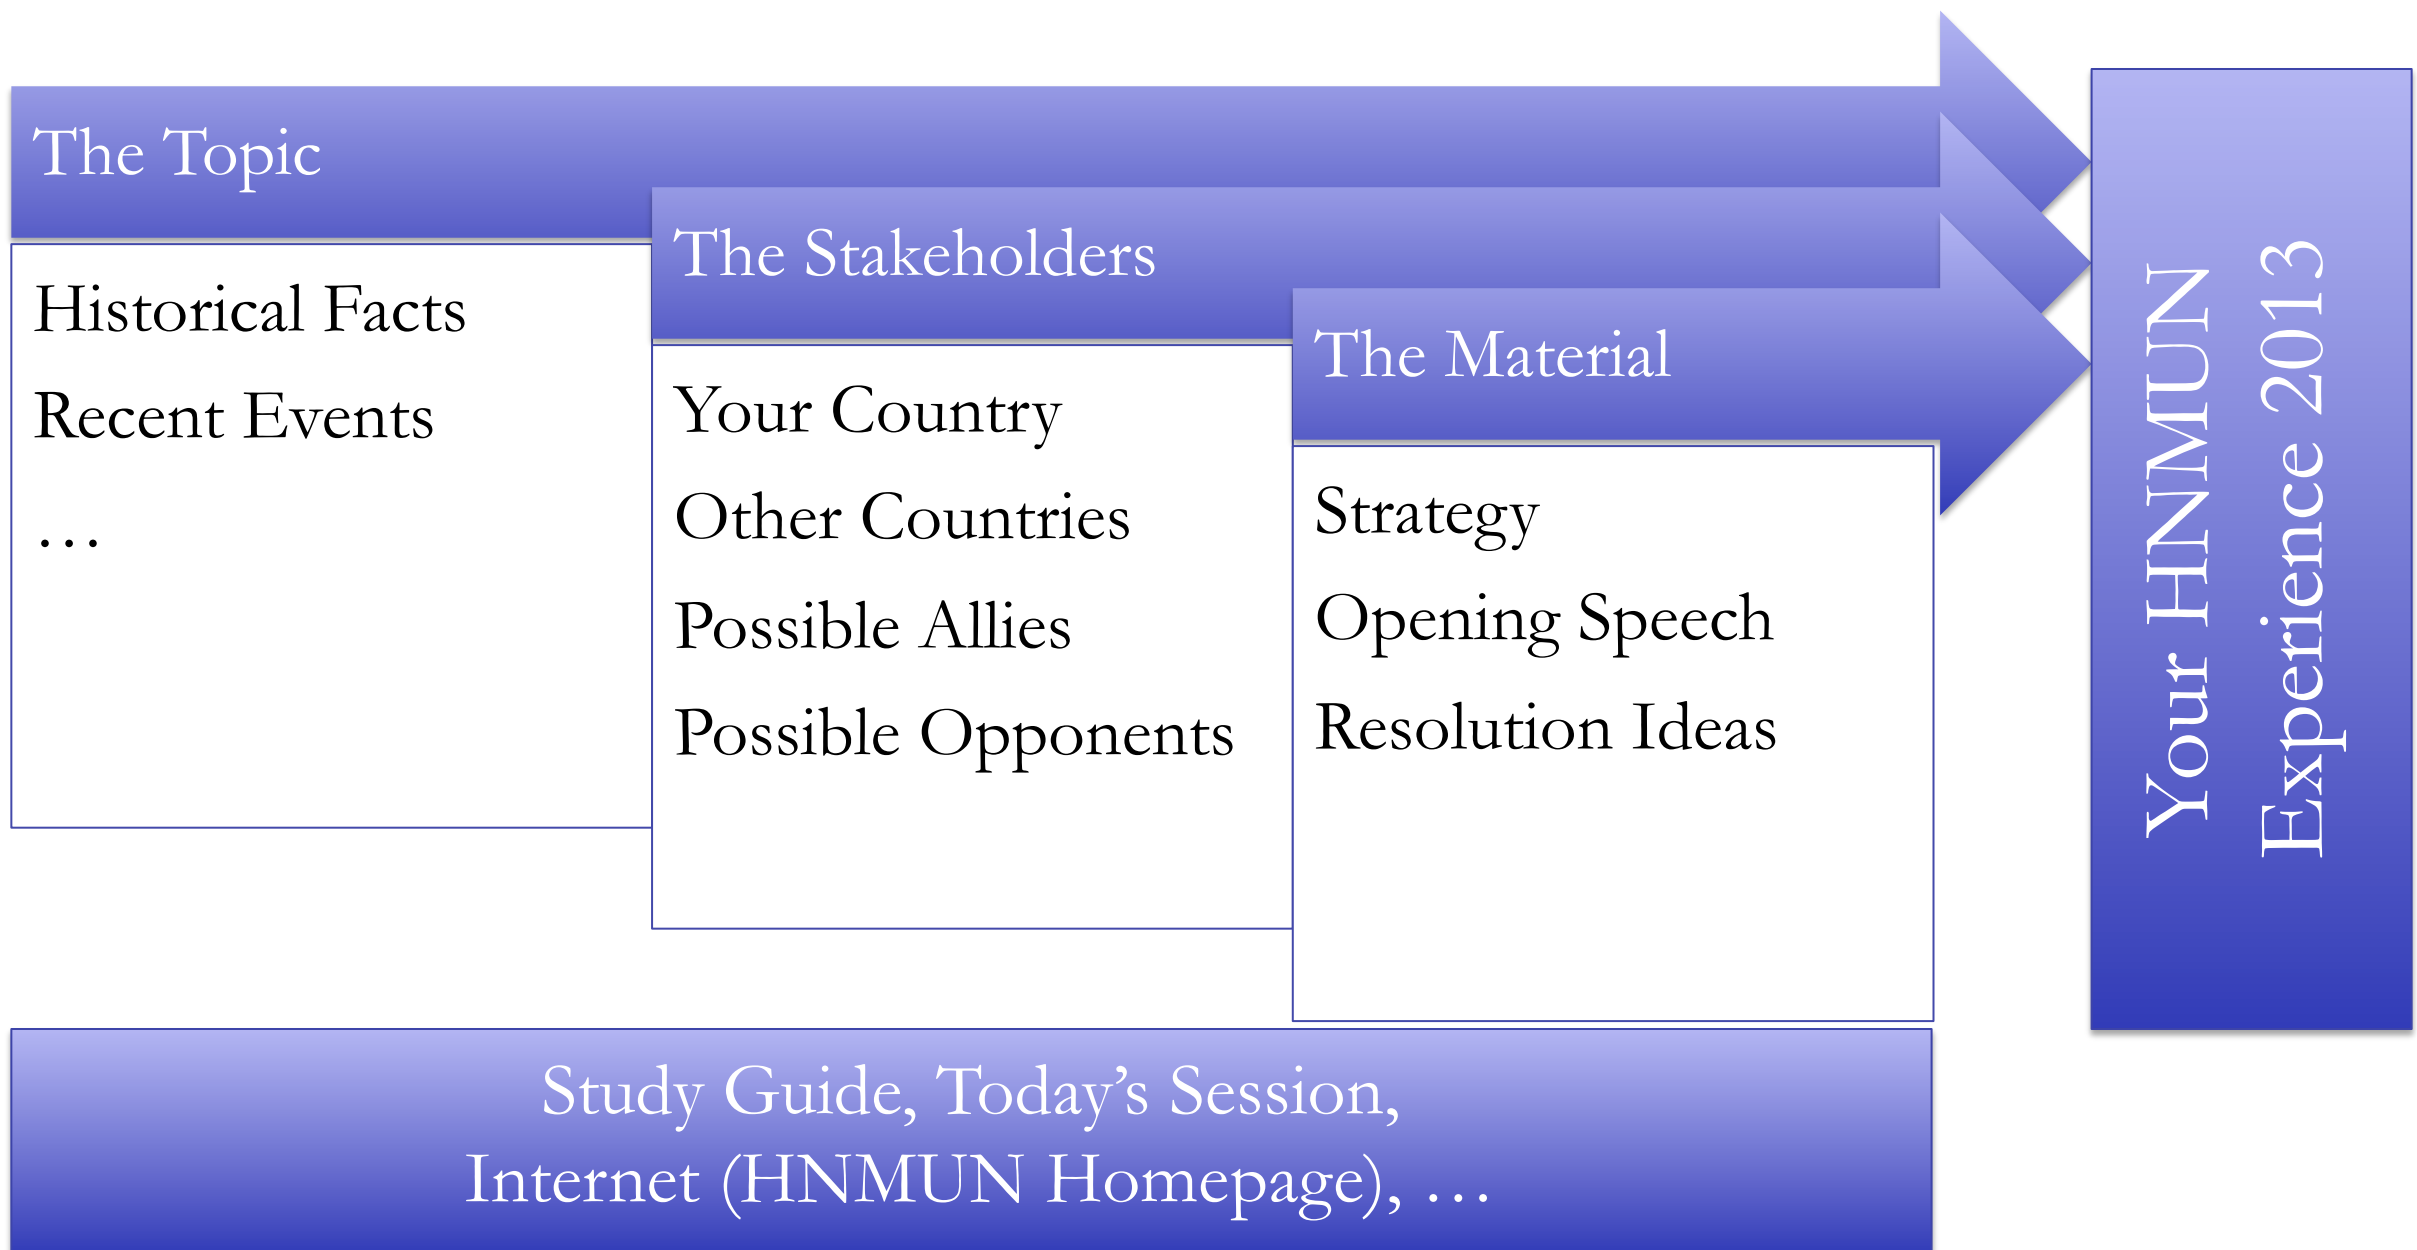 The Topic
Historical Facts
Recent Events
…
The Stakeholders
Your Country
Other Countries
Possible Allies
Possible Opponents
The Material
Strategy
Opening Speech
Resolution Ideas
Your HNMUN
Experience 2013
Study Guide, Today’s Session,
Internet (HNMUN Homepage), …